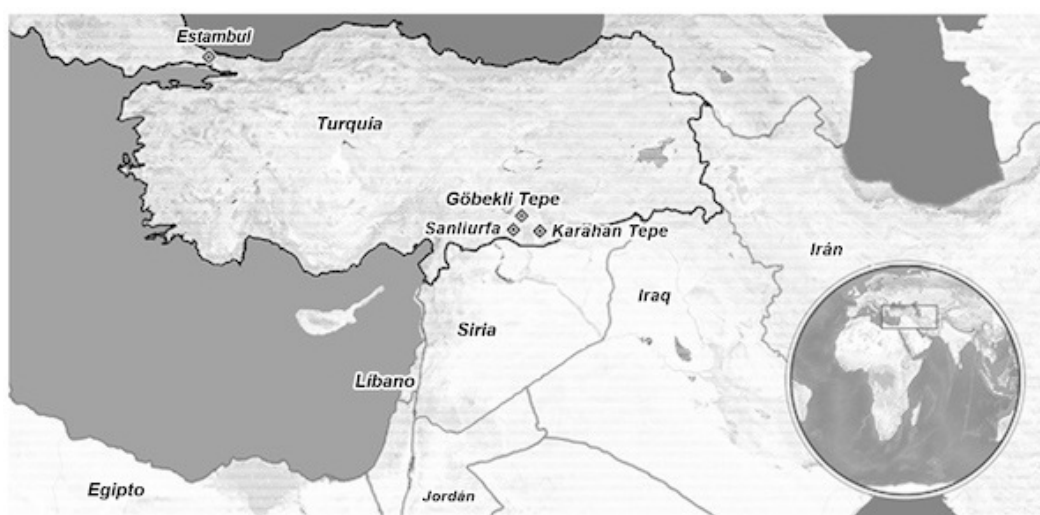 Estambul
Turquía
Göbekli Tepe
Sanliurfa
Karahan Tepe
Irán
Iraq
Siria
Líbano
Egipto
Jordán